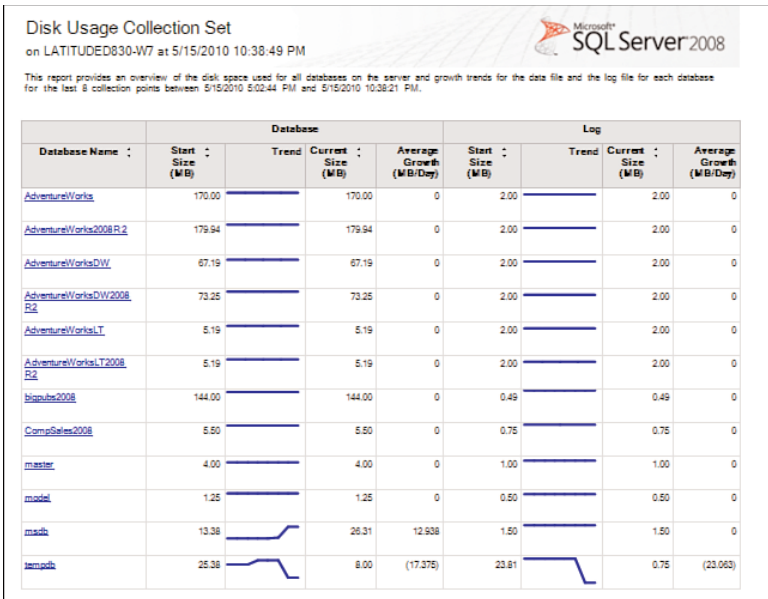 Disk Usage Collection Set
on LATITUDED830-W7 at 5/15/2010 10:38:49 PM
Microsoft®
SQL Server 2008
This report provides an overview of the disk space used for all databases on the server and growth trends for the data file and the log file for each database
for the last 8 collection points between 5/15/2010 5:02:44 PM and 5/15/2010 10:38:21 PM.
Database Log
Database Name Start Size (MB) Trend Current Size (MB) Average Growth (MB/Day) Start Size (MB) Trend Current Size (MB) Average Growth (MB/Day)
AdventureWorks 170.00 170.00 0 2.00 2.00 0
AdventureWorks2008R2 179.94 179.94 0 2.00 2.00 0
AdventureWorksDW 67.19 67.19 0 2.00 2.00 0
AdventureWorksDW2008 73.25 73.25 0 2.00 2.00 0
R2
AdventureWorksLT 5.19 5.19 0 2.00 2.00 0
AdventureWorksLT2008 5.19 5.19 0 2.00 2.00 0
R2
bigpubs2008 144.00 144.00 0 0.49 0.49 0
CompSales2008 5.50 5.50 0 0.75 0.75 0
master 4.00 4.00 0 1.00 1.00 0
model 1.25 1.25 0 0.50 0.50 0
msdb 13.38 26.31 12.938 1.50 1.50 0
tempdb 25.38 8.00 (17.375) 23.81 0.75 (23.063)